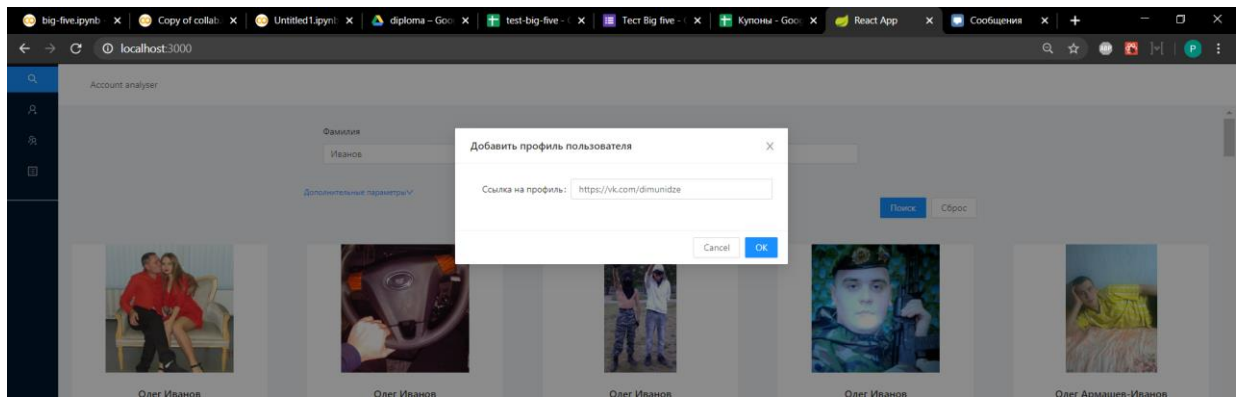 big-five.ipynb
Copy of collab.
Untitled1.ipynb
diploma – Goo
test-big-five -
Тест Big five -
Купоны - Goo
React App
Сообщения
localhost:3000
ABP
P
Account analyser
Фамилия
Иванов
Дополнительные параметры
Поиск
Сброс
Добавить профиль пользователя
Ссылка на профиль:
https://vk.com/dimunidze
Cancel
OK
Олег Иванов
Олег Иванов
Олег Иванов
Олег Иванов
Олег Армашев-Иванов